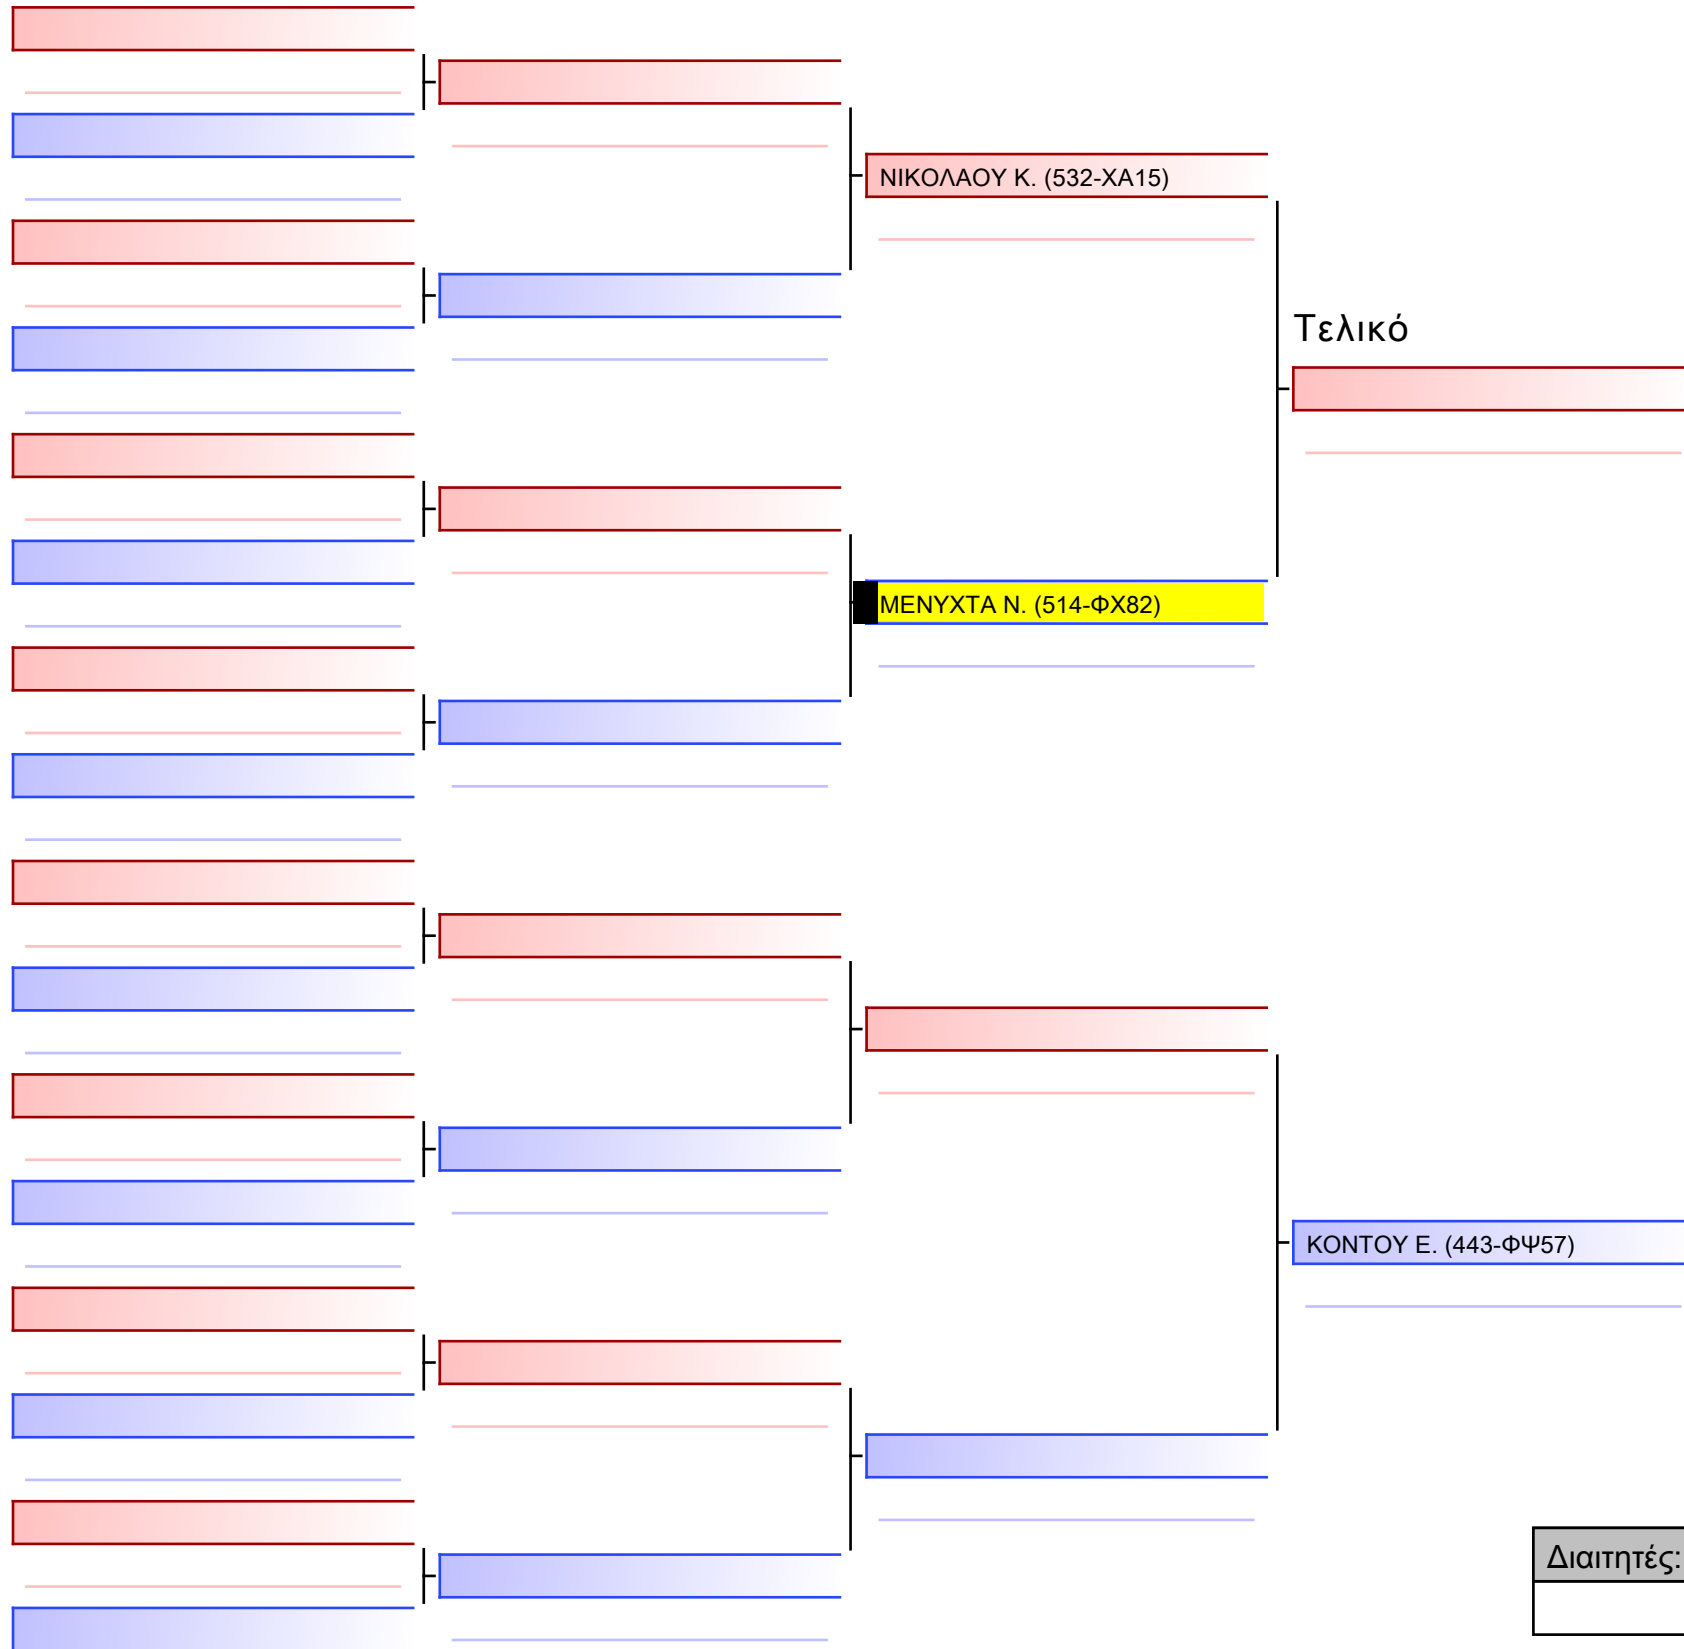 ΝΙΚΟΛΑΟΥ Κ. (532-ΧΑ15)
Τελικό
ΜΕΝΥΧΤΑ Ν. (514-ΦΧ82)
ΚΟΝΤΟΥ Ε. (443-ΦΨ57)
Διαιτητές: